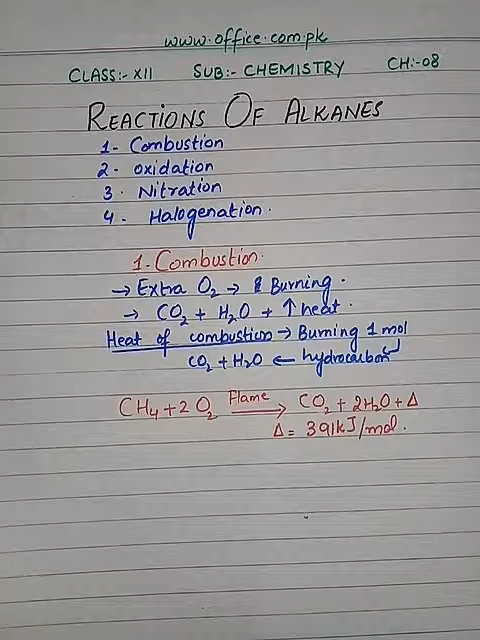 www.office.com.pk
CLASS:- XII SUB:- CHEMISTRY CH:-08
REACTIONS OF ALKANES
1- Combustion
2- oxidation
3. Nitration
4. Halogenation.
1. Combustion.
→ Extra O₂ → Burning.
→ CO₂ + H₂O + ↑ heat.
Heat of combustion → Burning 1 mol
CO₂ + H₂O ← hydrocarbon
CH₄ + 2 O₂ Flame → CO₂ + 2H₂O + Δ
Δ = 391kJ/mol.